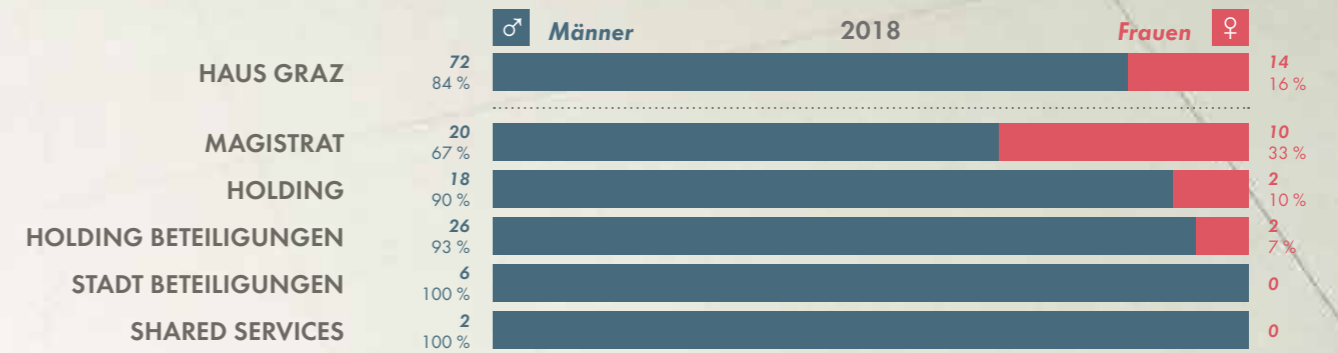 ♂ Männer 2018 Frauen ♀
HAUS GRAZ 72 14
84 % 16 %
MAGISTRAT 20 10
67 % 33 %
HOLDING 18 2
90 % 10 %
HOLDING BETEILIGUNGEN 26 2
93 % 7 %
STADT BETEILIGUNGEN 6 0
100 %
SHARED SERVICES 2 0
100 %